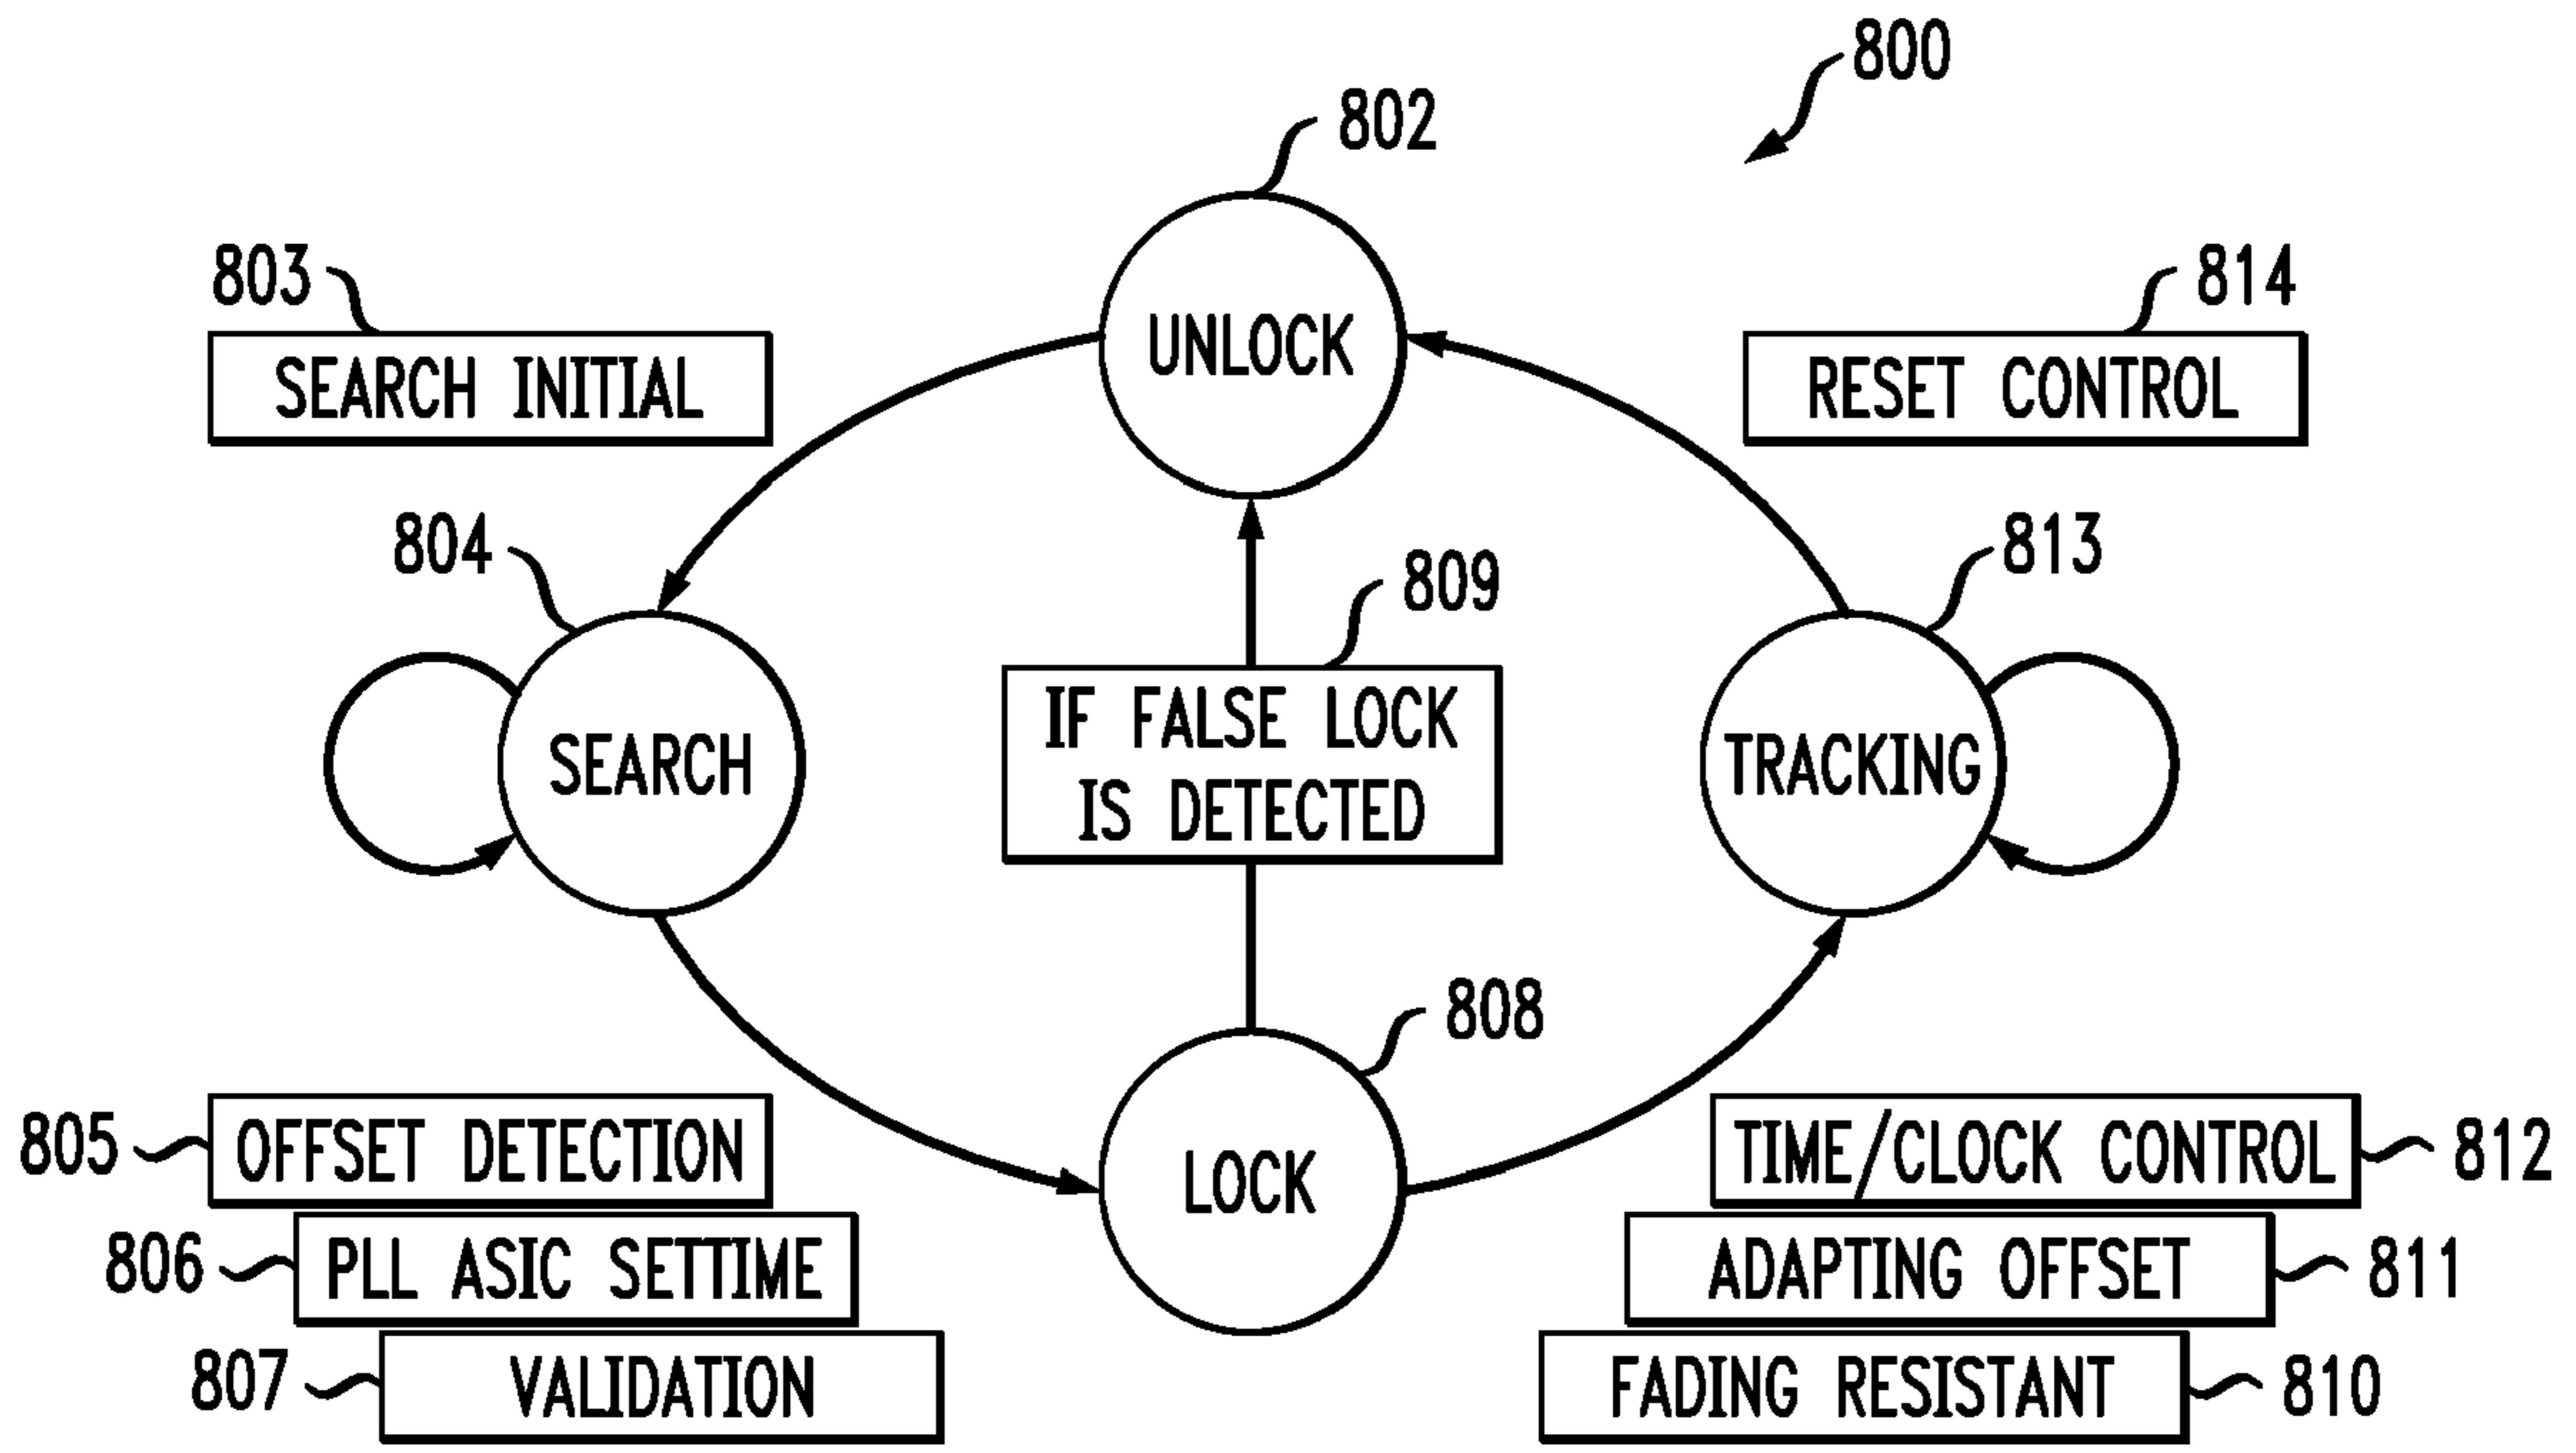 800
802
803
814
UNLOCK
SEARCH INITIAL
RESET CONTROL
804
813
809
IF FALSE LOCK
IS DETECTED
SEARCH
TRACKING
808
LOCK
805
OFFSET DETECTION
806
PLL ASIC SETTIME
807
VALIDATION
TIME/CLOCK CONTROL
812
ADAPTING OFFSET
811
FADING RESISTANT
810